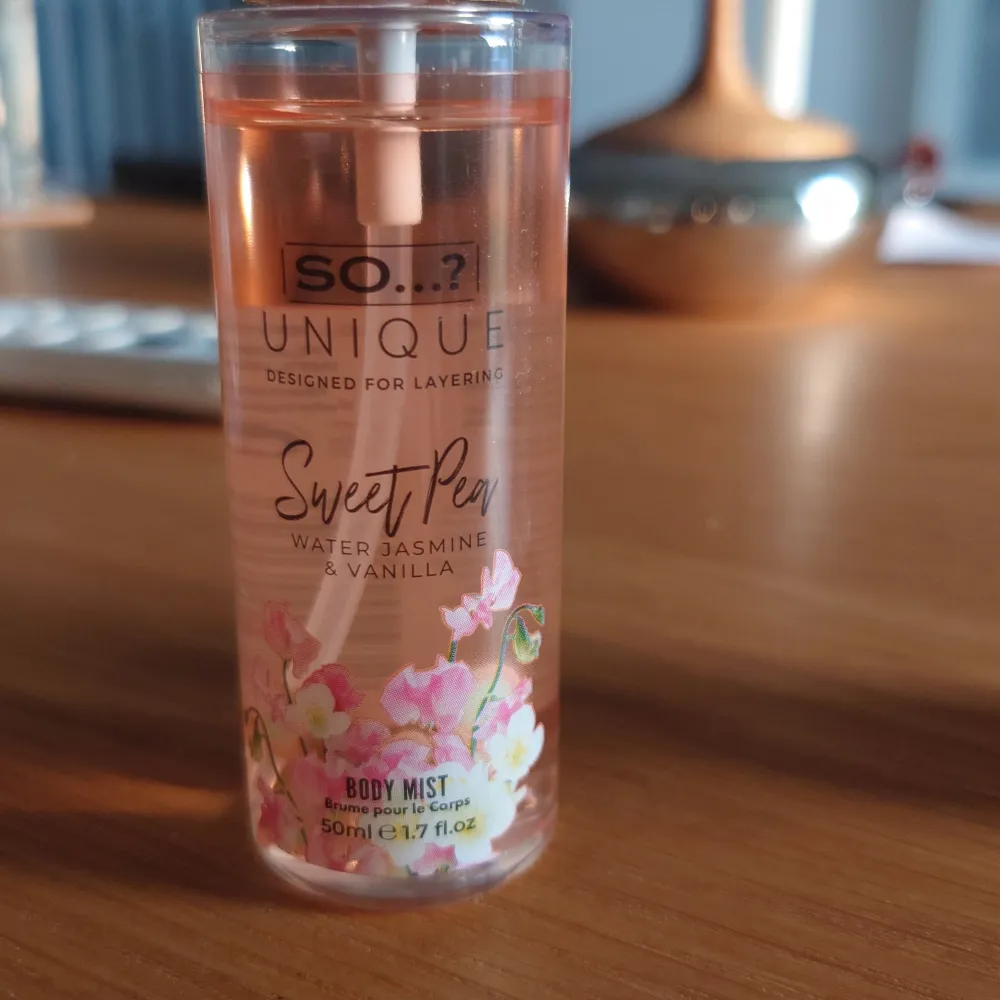 SO...?
UNIQUE
DESIGNED FOR LAYERING
Sweet Pea
WATER JASMINE
& VANILLA
BODY MIST
Brume pour le Corps
50ml ℮ 1.7 fl.oz